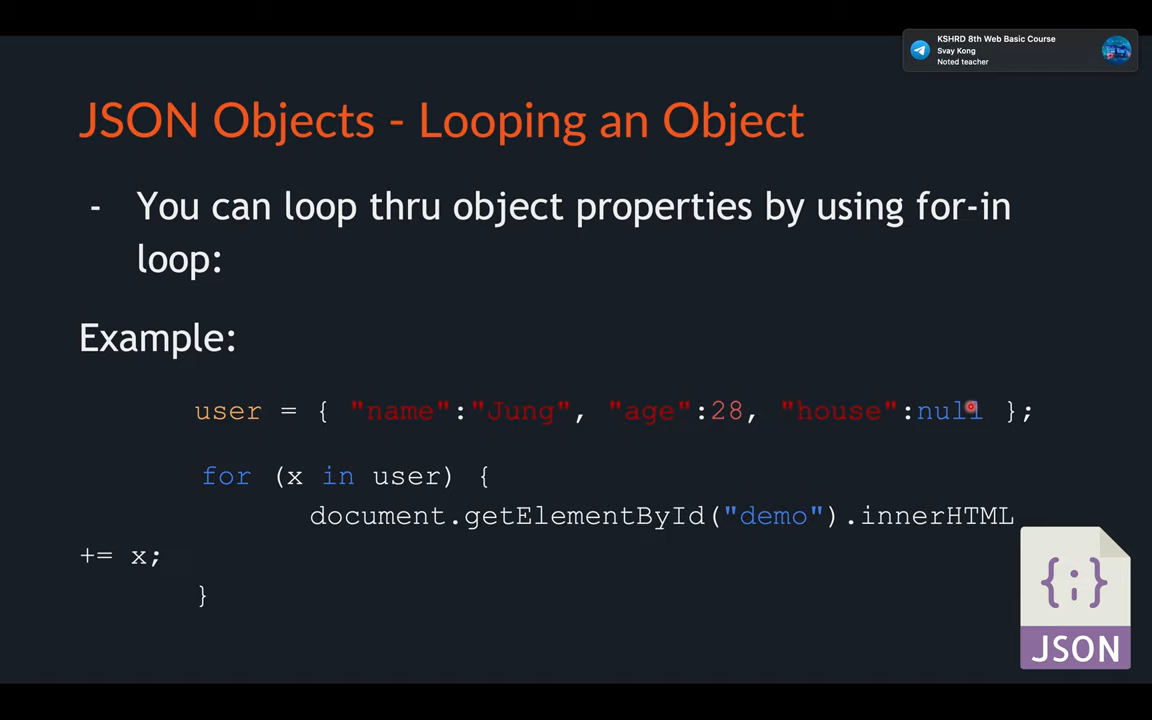 KSHRD 8th Web Basic Course
Svay Kong
Noted teacher
JSON Objects - Looping an Object
- You can loop thru object properties by using for-in
loop:
Example:
user = { "name":"Jung", "age":28, "house":null };
for (x in user) {
document.getElementById("demo").innerHTML
+= x;
}
{;}
JSON